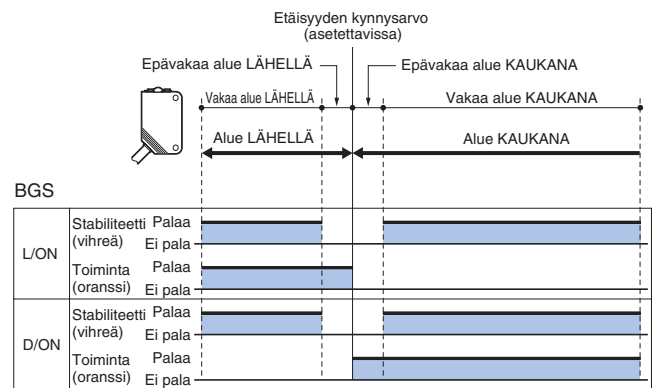 Etäisyyden kynnysarvo
(asetettavissa)
Epävakaa alue LÄHELLÄ
Epävakaa alue KAUKANA
Vakaa alue LÄHELLÄ
Vakaa alue KAUKANA
Alue LÄHELLÄ
Alue KAUKANA
BGS
L/ON
Stabiliteetti
(vihreä)
Palaa
Ei pala
Toiminta
(oranssi)
Palaa
Ei pala
D/ON
Stabiliteetti
(vihreä)
Palaa
Ei pala
Toiminta
(oranssi)
Palaa
Ei pala